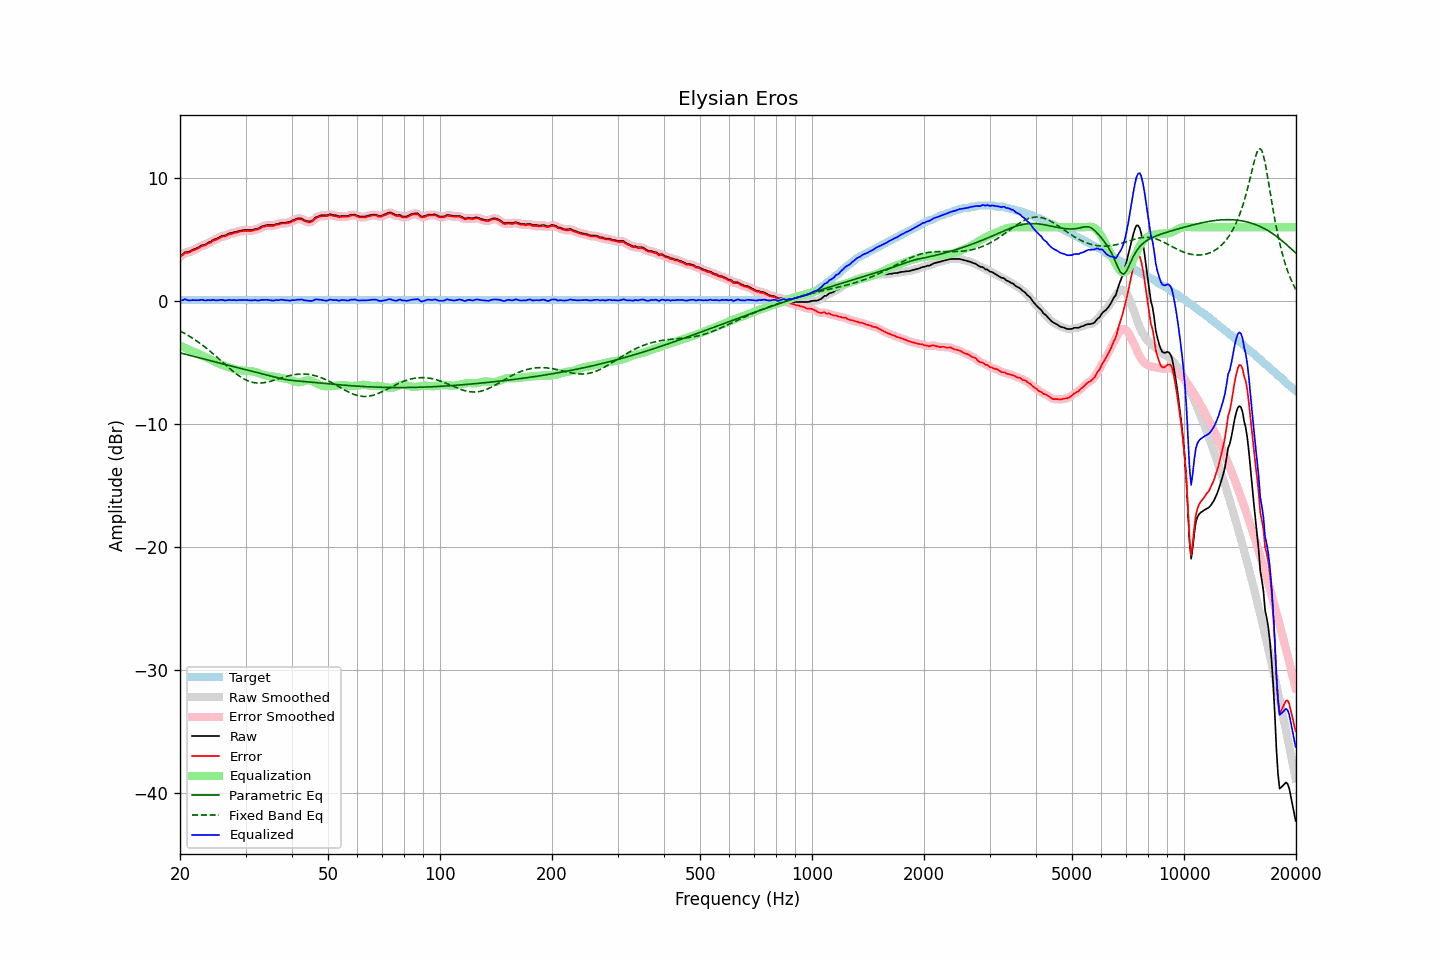 Elysian Eros
Amplitude (dBr)
10
0
−10
−20
−30
−40
Target
Raw Smoothed
Error Smoothed
Raw
Error
Equalization
Parametric Eq
Fixed Band Eq
Equalized
20 50 100 200 500 1000 2000 5000 10000 20000
Frequency (Hz)